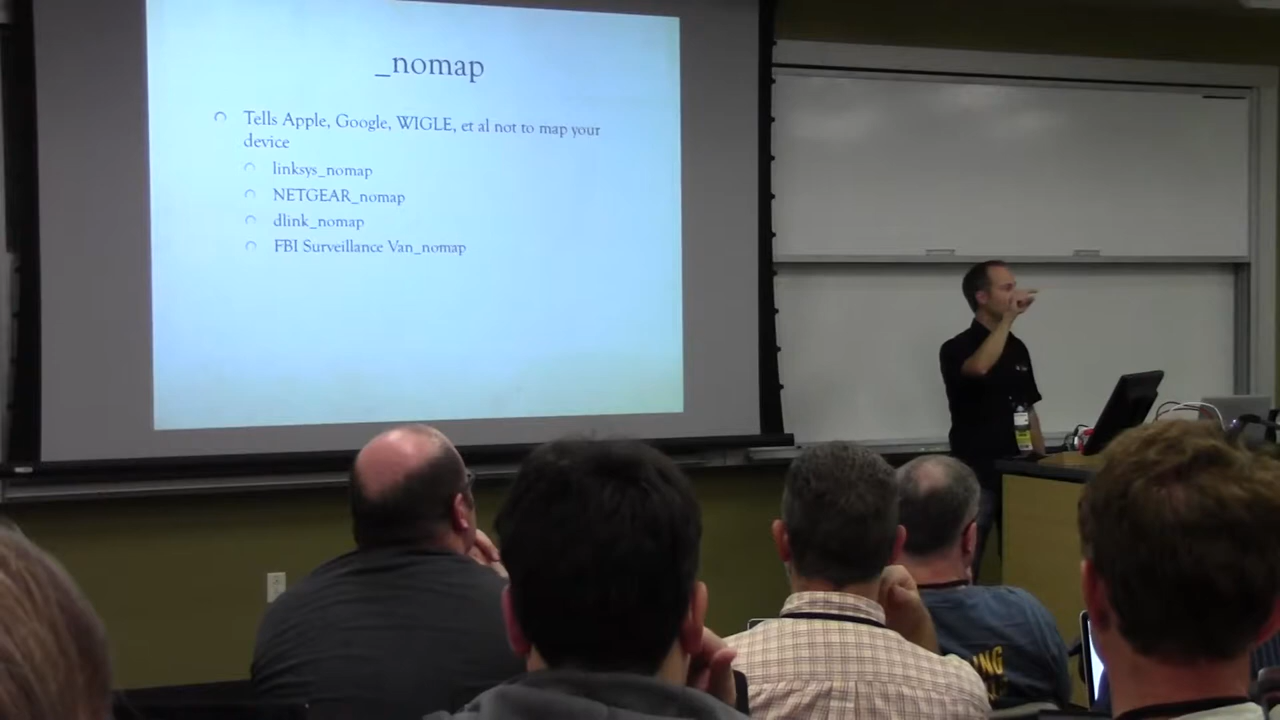 _nomap
Tells Apple, Google, WIGLE, et al not to map your
device
linksys_nomap
NETGEAR_nomap
dlink_nomap
FBI Surveillance Van_nomap